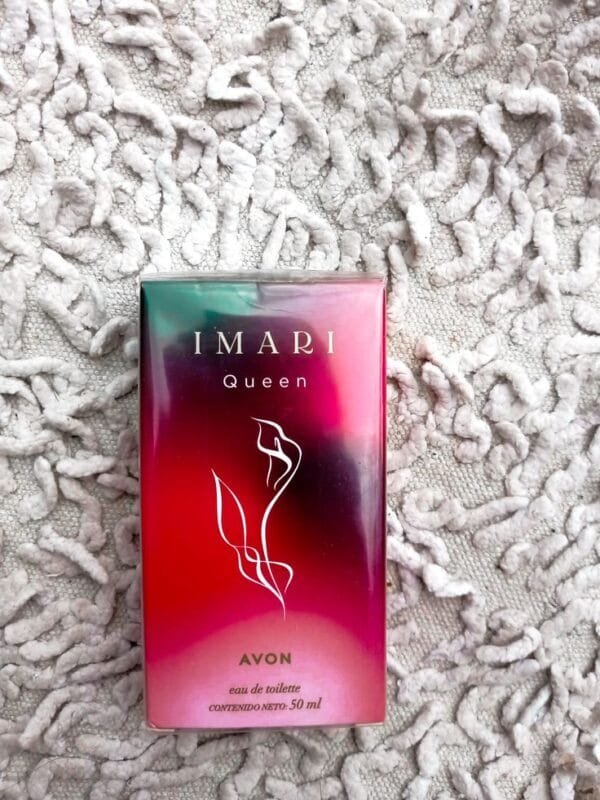 IMARI
Queen
AVON
eau de toilette
CONTENIDO NETO: 50 ml